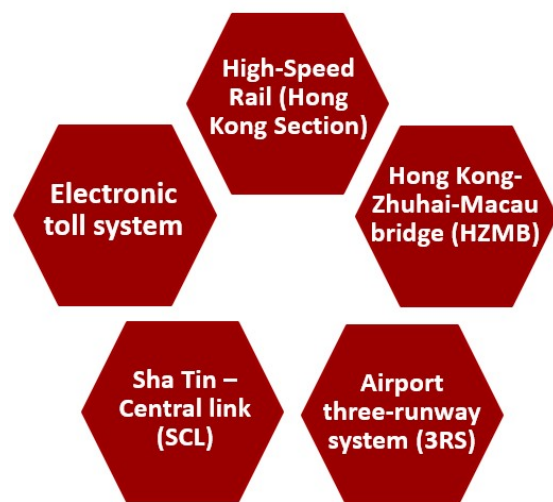 High-Speed
Rail (Hong
Kong Section)
Electronic
toll system
Hong Kong-
Zhuhai-Macau
bridge (HZMB)
Sha Tin –
Central link
(SCL)
Airport
three-runway
system (3RS)